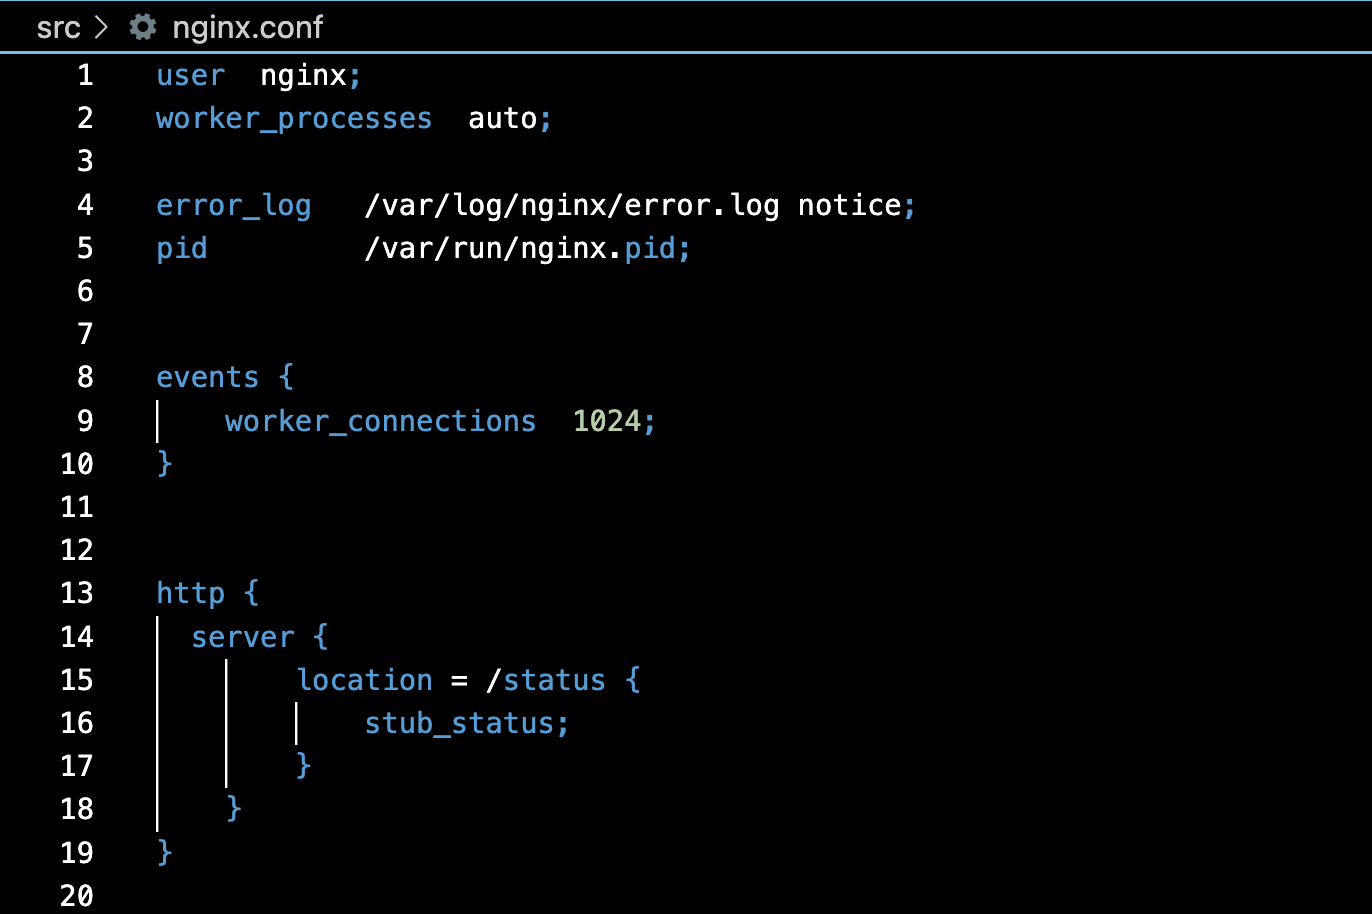 src > nginx.conf
1 user  nginx;
2 worker_processes  auto;
3
4 error_log   /var/log/nginx/error.log notice;
5 pid         /var/run/nginx.pid;
6
7
8 events {
9     worker_connections  1024;
10 }
11
12
13 http {
14   server {
15         location = /status {
16             stub_status;
17         }
18     }
19 }
20